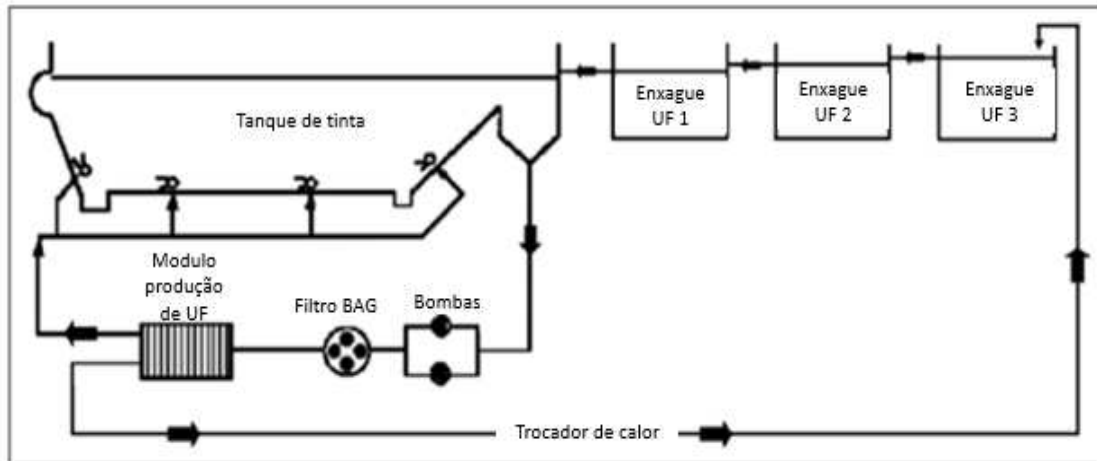 Tanque de tinta
Enxague
UF 1
Enxague
UF 2
Enxague
UF 3
Modulo
produção
de UF
Filtro BAG
Bombas
Trocador de calor